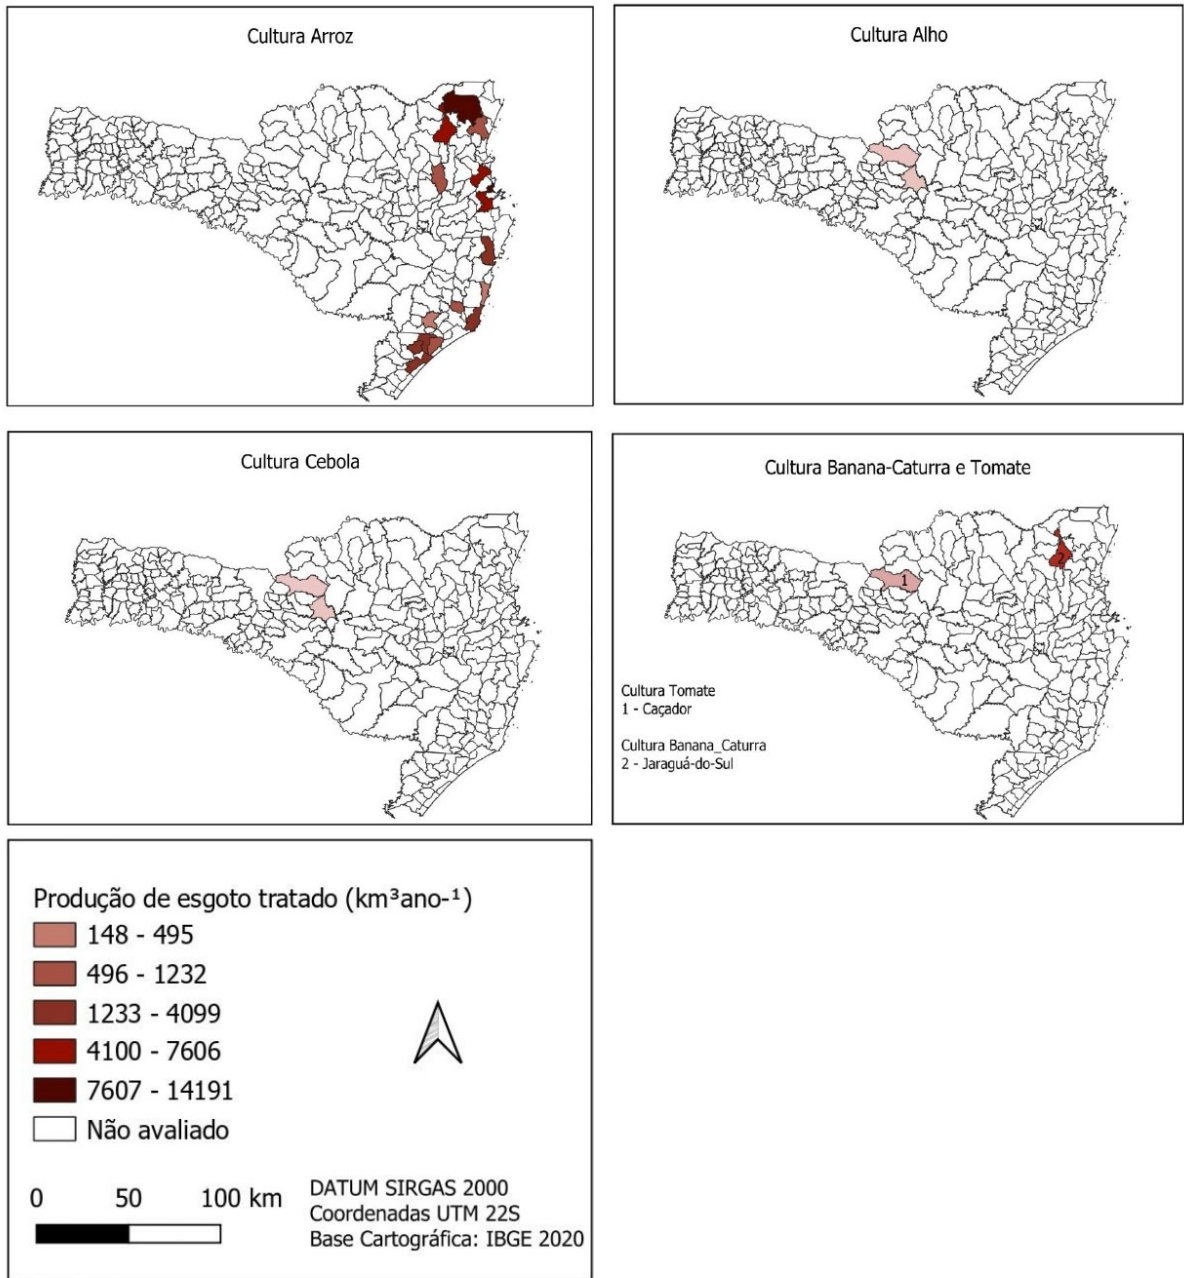 Cultura Arroz
Cultura Alho
Cultura Cebola
Cultura Banana-Caturra e Tomate
1
2
Cultura Tomate
1 - Caçador
Cultura Banana_Caturra
2 - Jaraguá-do-Sul
Produção de esgoto tratado (km³ano-¹)
148 - 495
496 - 1232
1233 - 4099
4100 - 7606
7607 - 14191
Não avaliado
0 50 100 km
DATUM SIRGAS 2000
Coordenadas UTM 22S
Base Cartográfica: IBGE 2020